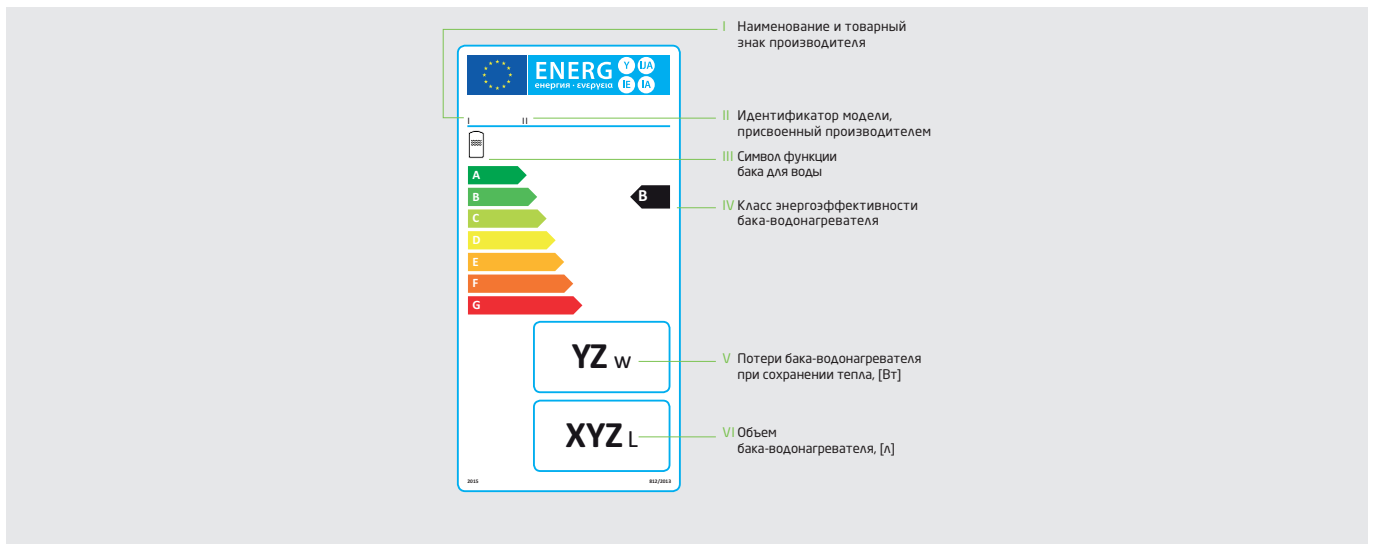 I Наименование и товарный
знак производителя
ENERG Y UA
енергия · ενεργεια IE IA
I II
II Идентификатор модели,
присвоенный производителем
III Символ функции
бака для воды
A
B
B
IV Класс энергоэффективности
бака-водонагревателя
C
D
E
F
G
YZ W
V Потери бака-водонагревателя
при сохранении тепла, [Вт]
XYZ L
VI Объем
бака-водонагревателя, [л]
2015 812/2013